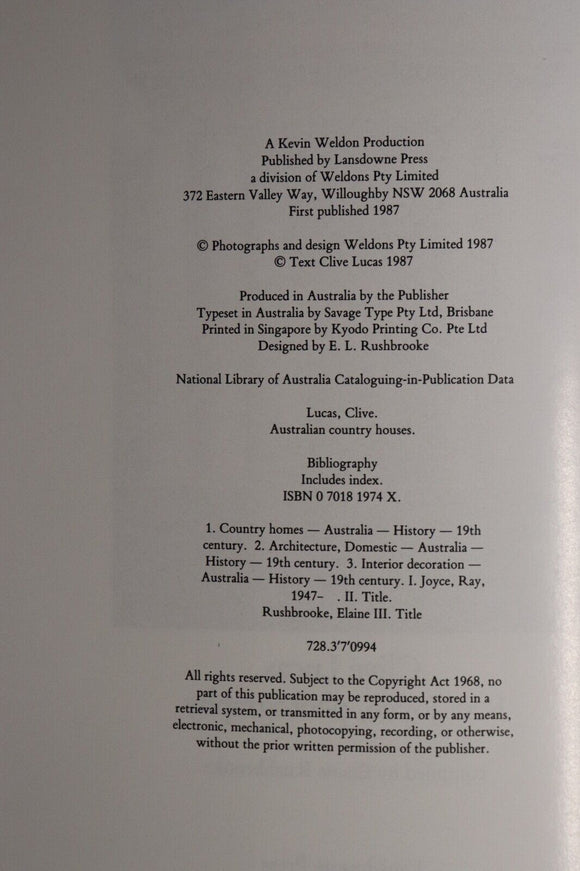 A Kevin Weldon Production
Published by Lansdowne Press
a division of Weldons Pty Limited
372 Eastern Valley Way, Willoughby NSW 2068 Australia
First published 1987
© Photographs and design Weldons Pty Limited 1987
© Text Clive Lucas 1987
Produced in Australia by the Publisher
Typeset in Australia by Savage Type Pty Ltd, Brisbane
Printed in Singapore by Kyodo Printing Co. Pte Ltd
Designed by E. L. Rushbrooke
National Library of Australia Cataloguing-in-Publication Data
Lucas, Clive.
Australian country houses.
Bibliography
Includes index.
ISBN 0 7018 1974 X.
1. Country homes — Australia — History — 19th
century. 2. Architecture, Domestic — Australia —
History — 19th century. 3. Interior decoration —
Australia — History — 19th century. I. Joyce, Ray,
1947– . II. Title.
Rushbrooke, Elaine III. Title
728.3'7'0994
All rights reserved. Subject to the Copyright Act 1968, no
part of this publication may be reproduced, stored in a
retrieval system, or transmitted in any form, or by any means,
electronic, mechanical, photocopying, recording, or otherwise,
without the prior written permission of the publisher.